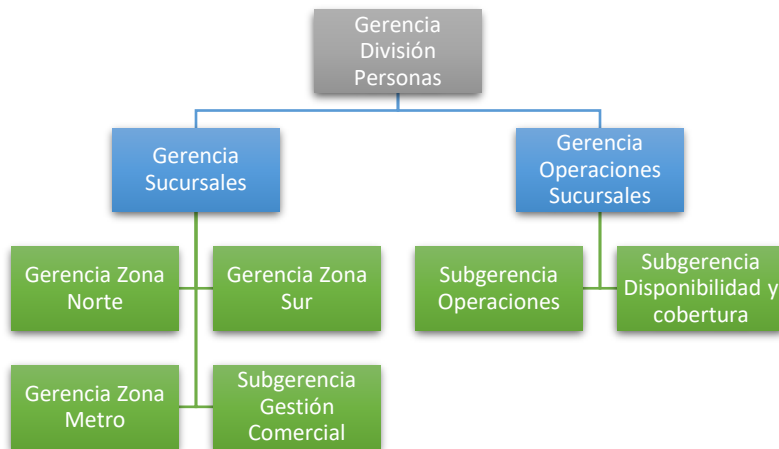 Gerencia
División
Personas
Gerencia
Sucursales
Gerencia
Operaciones
Sucursales
Gerencia Zona
Norte
Gerencia Zona
Sur
Subgerencia
Operaciones
Subgerencia
Disponibilidad y
cobertura
Gerencia Zona
Metro
Subgerencia
Gestión
Comercial